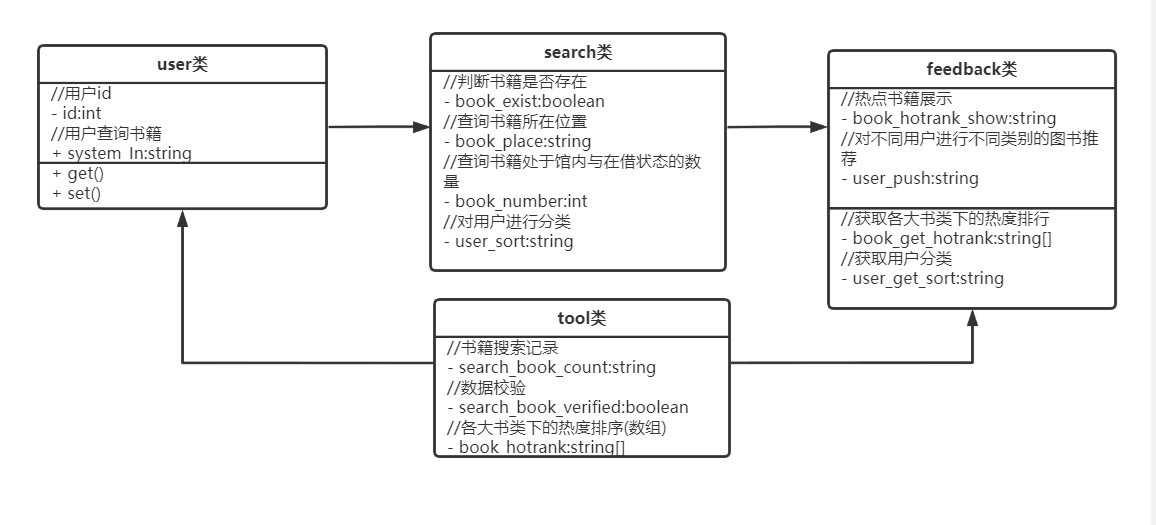 user类
//用户id
- id:int
//用户查询书籍
+ system_In:string
+ get()
+ set()
search类
//判断书籍是否存在
- book_exist:boolean
//查询书籍所在位置
- book_place:string
//查询书籍处于馆内与在借状态的数
量
- book_number:int
//对用户进行分类
- user_sort:string
feedback类
//热点书籍展示
- book_hotrank_show:string
//对不同用户进行不同类别的图书推
荐
- user_push:string
//获取各大书类下的热度排行
- book_get_hotrank:string[]
//获取用户分类
- user_get_sort:string
tool类
//书籍搜索记录
- search_book_count:string
//数据校验
- search_book_verified:boolean
//各大书类下的热度排序(数组)
- book_hotrank:string[]